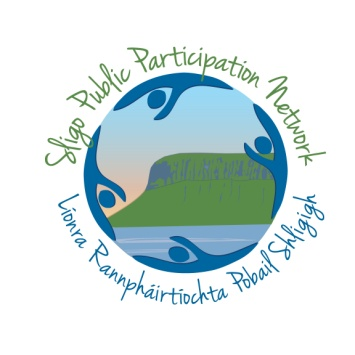 Sligo Public Participation Network
Líonra Rannpháirtíochta Pobail Shligigh